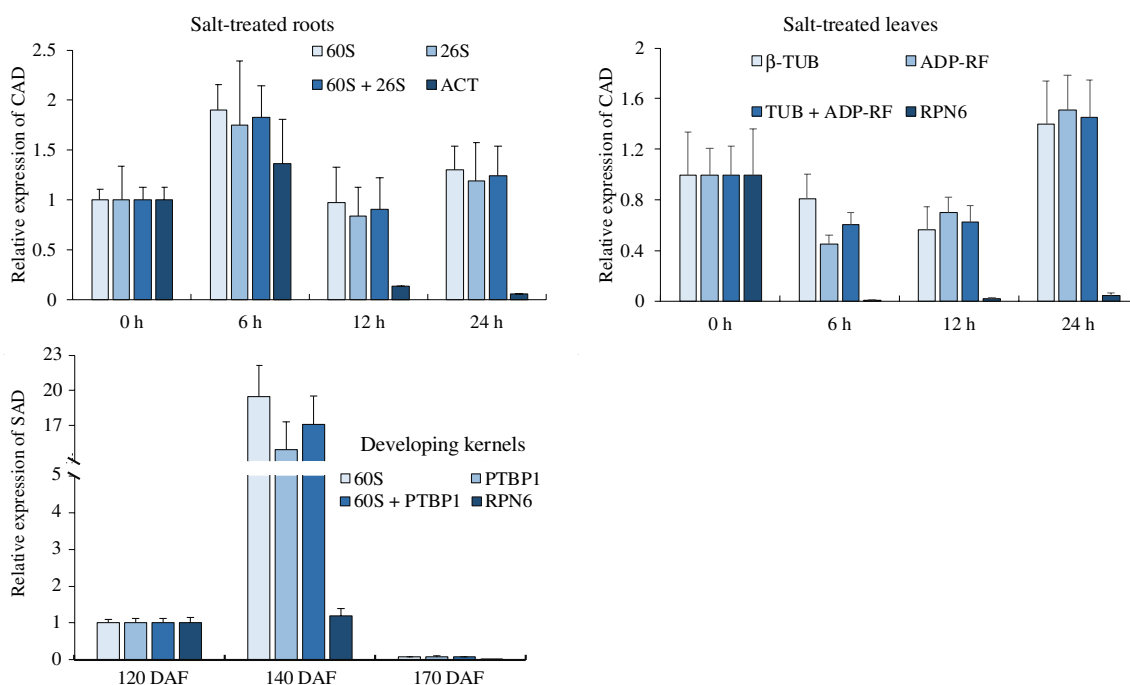 Salt-treated roots
60S 26S
60S + 26S ACT
Relative expression of CAD
2.5
2
1.5
1
0.5
0
0 h 6 h 12 h 24 h
Salt-treated leaves
β-TUB ADP-RF
TUB + ADP-RF RPN6
Relative expression of CAD
2
1.6
1.2
0.8
0.4
0
0 h 6 h 12 h 24 h
Developing kernels
60S PTBP1
60S + PTBP1 RPN6
Relative expression of SAD
23
20
17
5
4
3
2
1
0
120 DAF 140 DAF 170 DAF